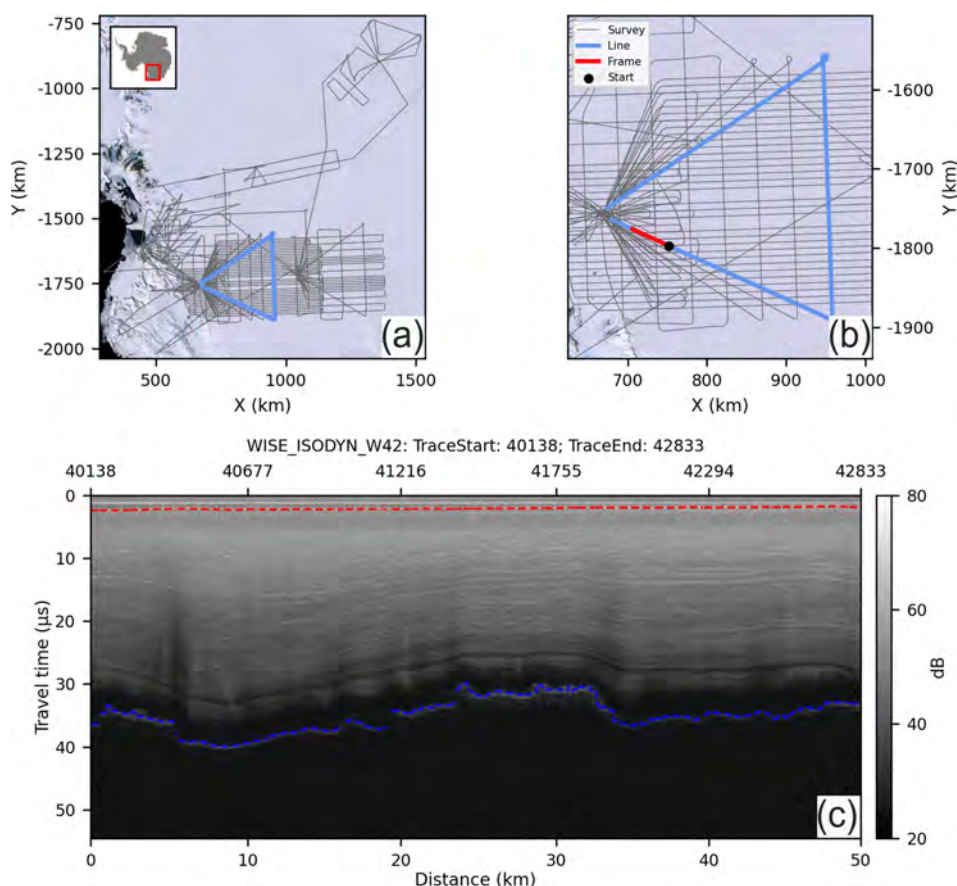 -750
-1000
-1250
-1500
-1750
-2000
Y (km)
500
1000
1500
X (km)
(a)
Survey
Line
Frame
Start
-1600
-1700
-1800
-1900
Y (km)
700
800
900
1000
X (km)
(b)
WISE_ISODYN_W42: TraceStart: 40138; TraceEnd: 42833
40138 40677 41216 41755 42294 42833
0
10
20
30
40
50
Travel time (μs)
0 10 20 30 40 50
Distance (km)
(c)
80
60
40
20
dB